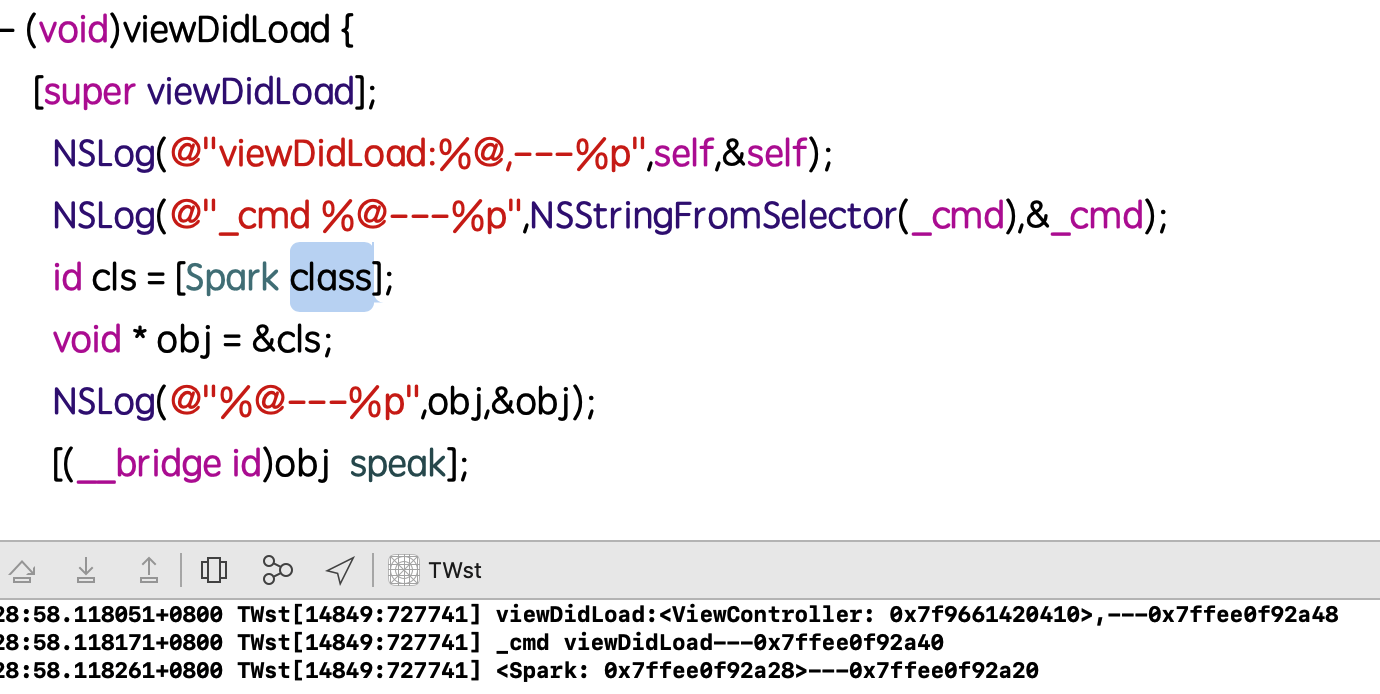 - (void)viewDidLoad {
[super viewDidLoad];
NSLog(@"viewDidLoad:%@,---%p",self,&self);
NSLog(@"_cmd %@---%p",NSStringFromSelector(_cmd),&_cmd);
id cls = [Spark class];
void * obj = &cls;
NSLog(@"%@---%p",obj,&obj);
[(__bridge id)obj  speak];
TWst
28:58.118051+0800 TWst[14849:727741] viewDidLoad:<ViewController: 0x7f9661420410>,---0x7ffee0f92a48
28:58.118171+0800 TWst[14849:727741] _cmd viewDidLoad---0x7ffee0f92a40
28:58.118261+0800 TWst[14849:727741] <Spark: 0x7ffee0f92a28>---0x7ffee0f92a20